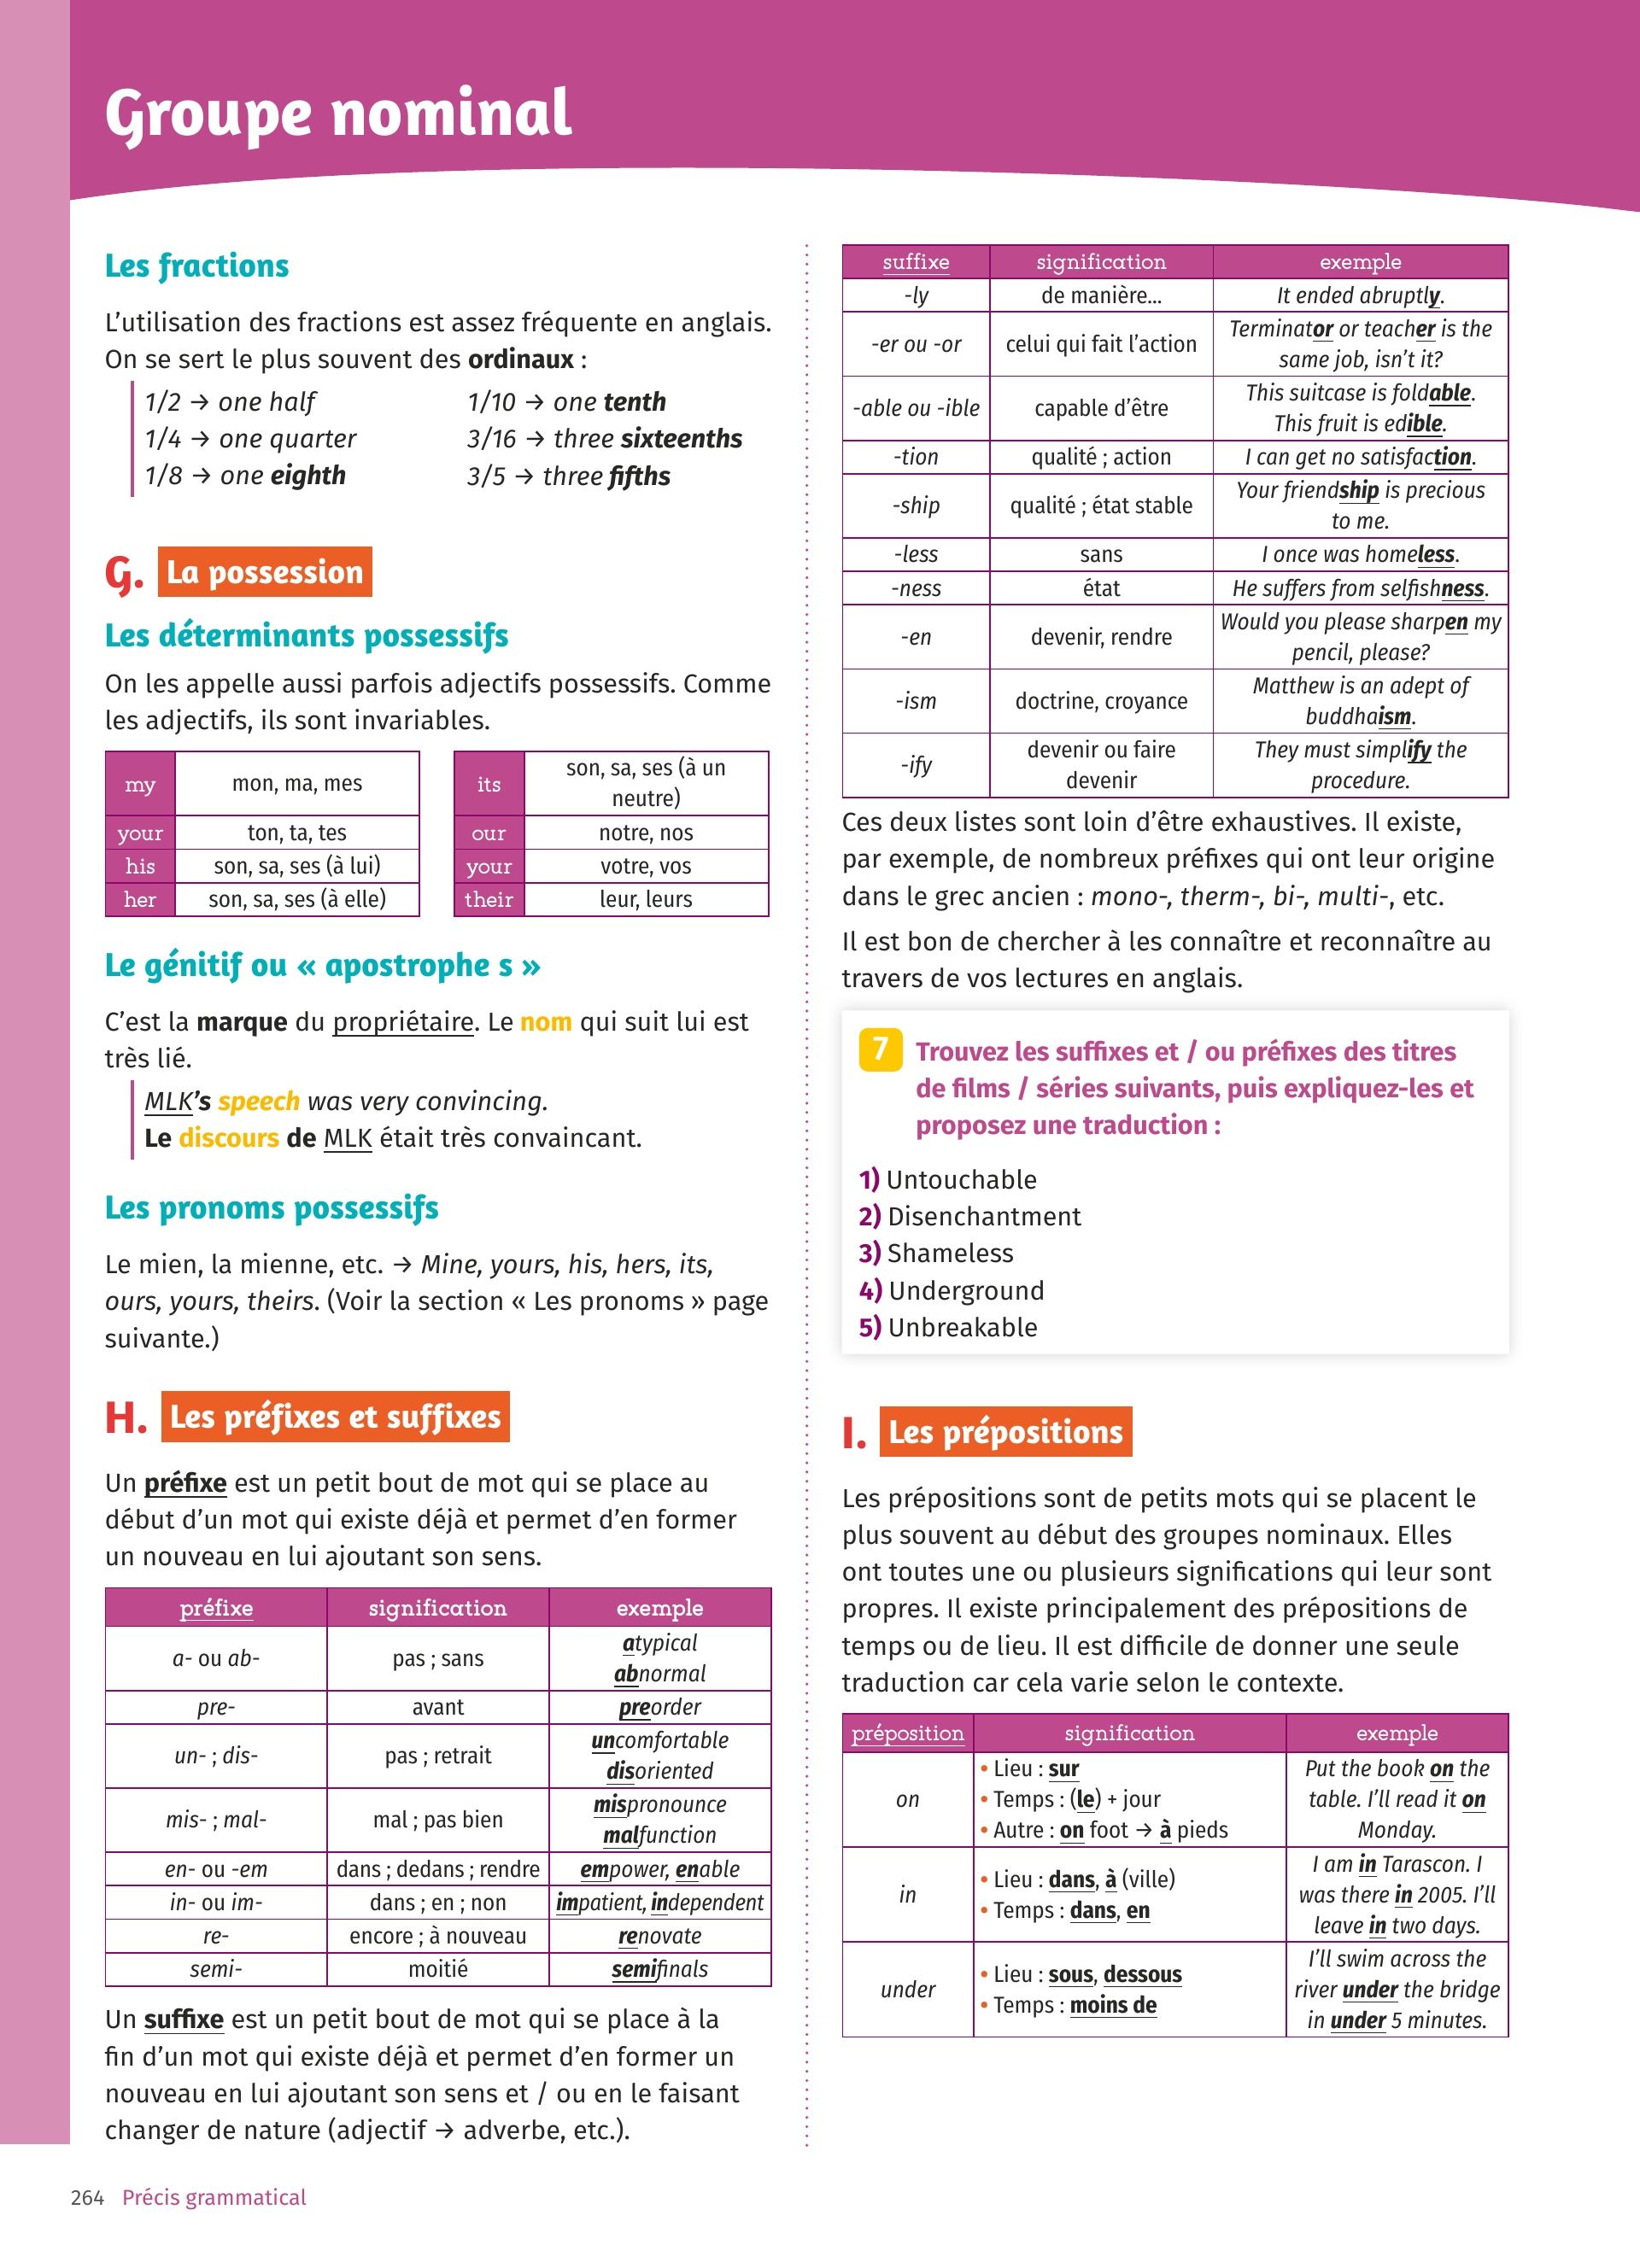 Groupe nominal
Les fractions
L’utilisation des fractions est assez fréquente en anglais.
On se sert le plus souvent des ordinaux :
1/2 → one half
1/4 → one quarter
1/8 → one eighth
1/10 → one tenth
3/16 → three sixteenths
3/5 → three fifths
G. La possession
Les déterminants possessifs
On les appelle aussi parfois adjectifs possessifs. Comme
les adjectifs, ils sont invariables.
my mon, ma, mes
your ton, ta, tes
his son, sa, ses (à lui)
her son, sa, ses (à elle)
its son, sa, ses (à un
neutre)
our notre, nos
your votre, vos
their leur, leurs
Le génitif ou « apostrophe s »
C’est la marque du propriétaire. Le nom qui suit lui est
très lié.
MLK’s speech was very convincing.
Le discours de MLK était très convaincant.
Les pronoms possessifs
Le mien, la mienne, etc. → Mine, yours, his, hers, its,
ours, yours, theirs. (Voir la section « Les pronoms » page
suivante.)
H. Les préfixes et suffixes
Un préfixe est un petit bout de mot qui se place au
début d’un mot qui existe déjà et permet d’en former
un nouveau en lui ajoutant son sens.
préfixe signification exemple
a- ou ab- pas ; sans atypical
abnormal
pre- avant preorder
un- ; dis- pas ; retrait uncomfortable
disoriented
mis- ; mal- mal ; pas bien mispronounce
malfunction
en- ou -em dans ; dedans ; rendre empower, enable
in- ou im- dans ; en ; non impatient, independent
re- encore ; à nouveau renovate
semi- moitié semifinals
Un suffixe est un petit bout de mot qui se place à la
fin d’un mot qui existe déjà et permet d’en former un
nouveau en lui ajoutant son sens et / ou en le faisant
changer de nature (adjectif → adverbe, etc.).
suffixe signification exemple
-ly de manière... It ended abruptly.
-er ou -or celui qui fait l’action Terminator or teacher is the
same job, isn’t it?
-able ou -ible capable d’être This suitcase is foldable.
This fruit is edible.
-tion qualité ; action I can get no satisfaction.
-ship qualité ; état stable Your friendship is precious
to me.
-less sans I once was homeless.
-ness état He suffers from selfishness.
-en devenir, rendre Would you please sharpen my
pencil, please?
-ism doctrine, croyance Matthew is an adept of
buddhaism.
-ify devenir ou faire
devenir They must simplify the
procedure.
Ces deux listes sont loin d’être exhaustives. Il existe,
par exemple, de nombreux préfixes qui ont leur origine
dans le grec ancien : mono-, therm-, bi-, multi-, etc.
Il est bon de chercher à les connaître et reconnaître au
travers de vos lectures en anglais.
7 Trouvez les suffixes et / ou préfixes des titres
de films / séries suivants, puis expliquez-les et
proposez une traduction :
1) Untouchable
2) Disenchantment
3) Shameless
4) Underground
5) Unbreakable
I. Les prépositions
Les prépositions sont de petits mots qui se placent le
plus souvent au début des groupes nominaux. Elles
ont toutes une ou plusieurs significations qui leur sont
propres. Il existe principalement des prépositions de
temps ou de lieu. Il est difficile de donner une seule
traduction car cela varie selon le contexte.
préposition signification exemple
on
• Lieu : sur
• Temps : (le) + jour
• Autre : on foot → à pieds
Put the book on the
table. I’ll read it on
Monday.
in
• Lieu : dans, à (ville)
• Temps : dans, en
I am in Tarascon. I
was there in 2005. I’ll
leave in two days.
under
• Lieu : sous, dessous
• Temps : moins de
I’ll swim across the
river under the bridge
in under 5 minutes.
264 Précis grammatical